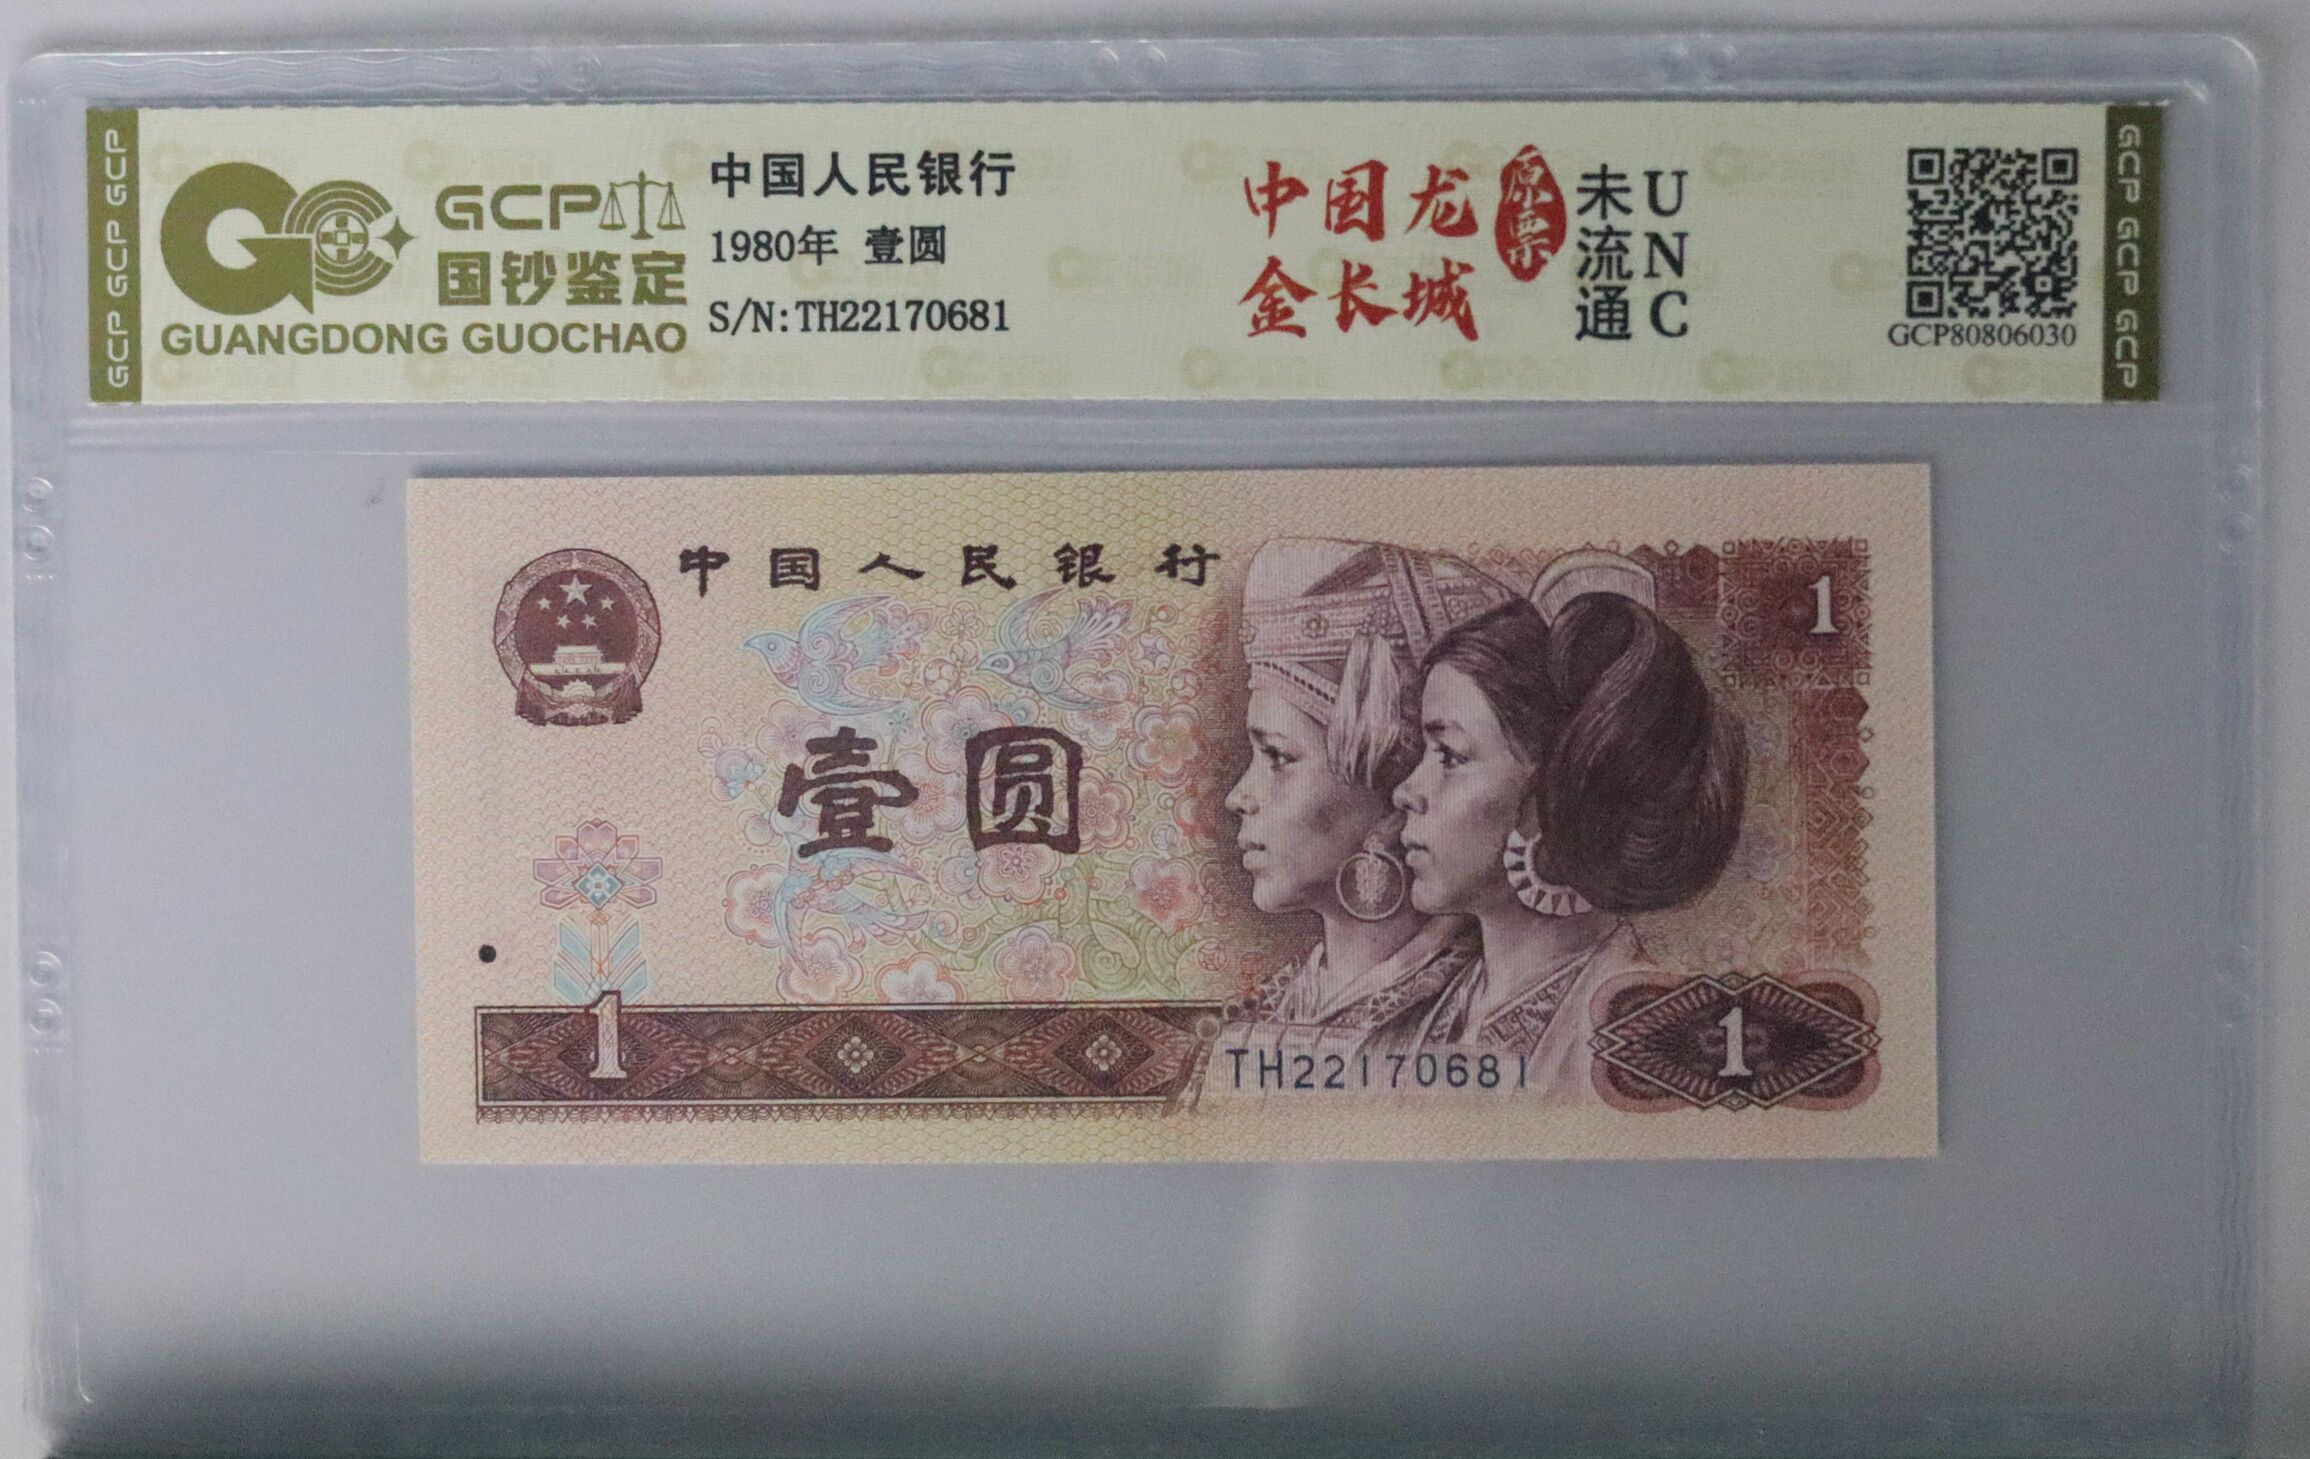 GCP GCP GCP
GCP
国钞鉴定
GUANGDONG GUOCHAO
中国人民银行
1980年 壹圆
S/N:TH22170681
中国龙
金长城
原票
未流通
UNC
GCP80806030
GCP GCP GCP
中国人民银行
1
壹圆
1
1
TH22170681